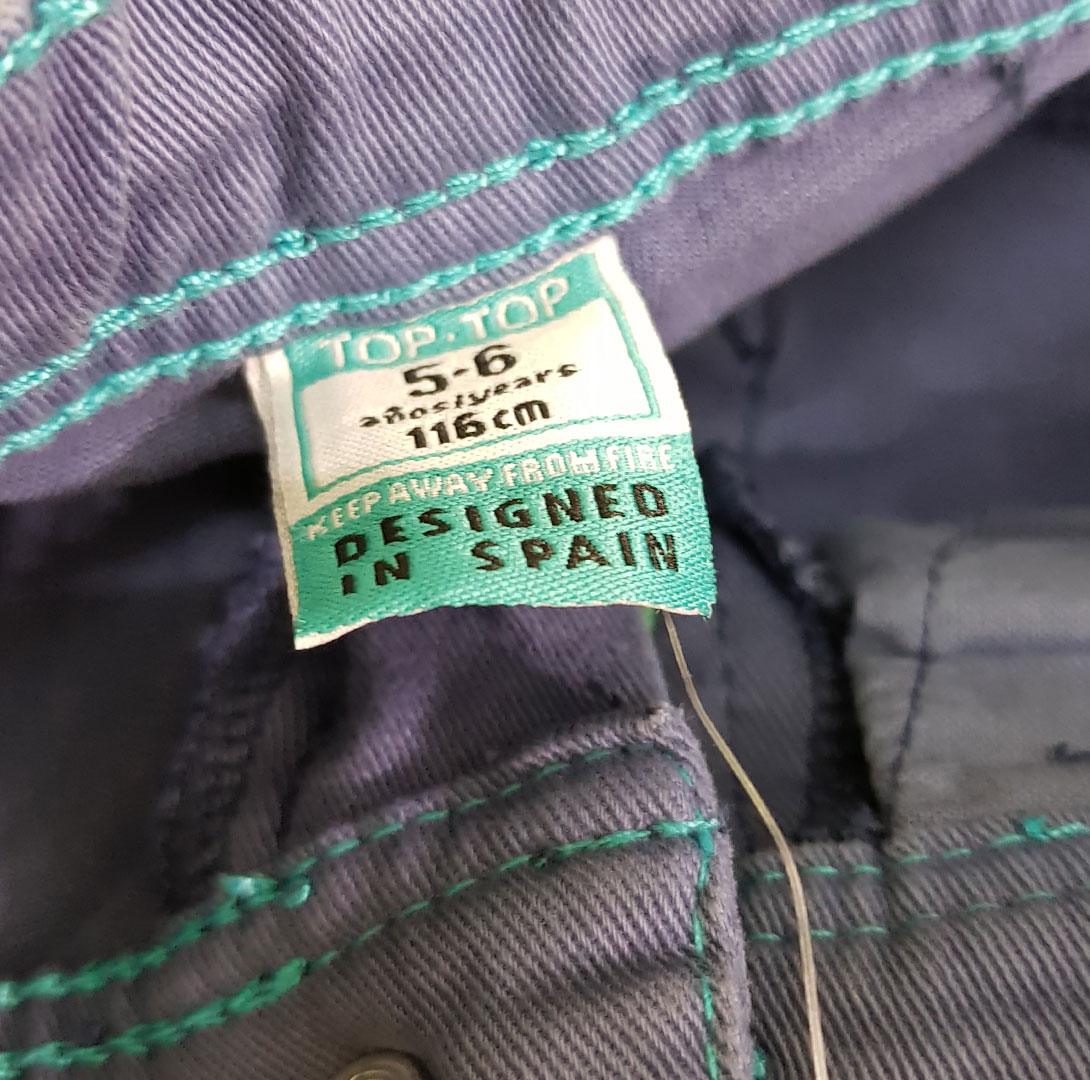 TOP·TOP
5-6
años/years
116cm
KEEP AWAY FROM FIRE
DESIGNED
IN SPAIN